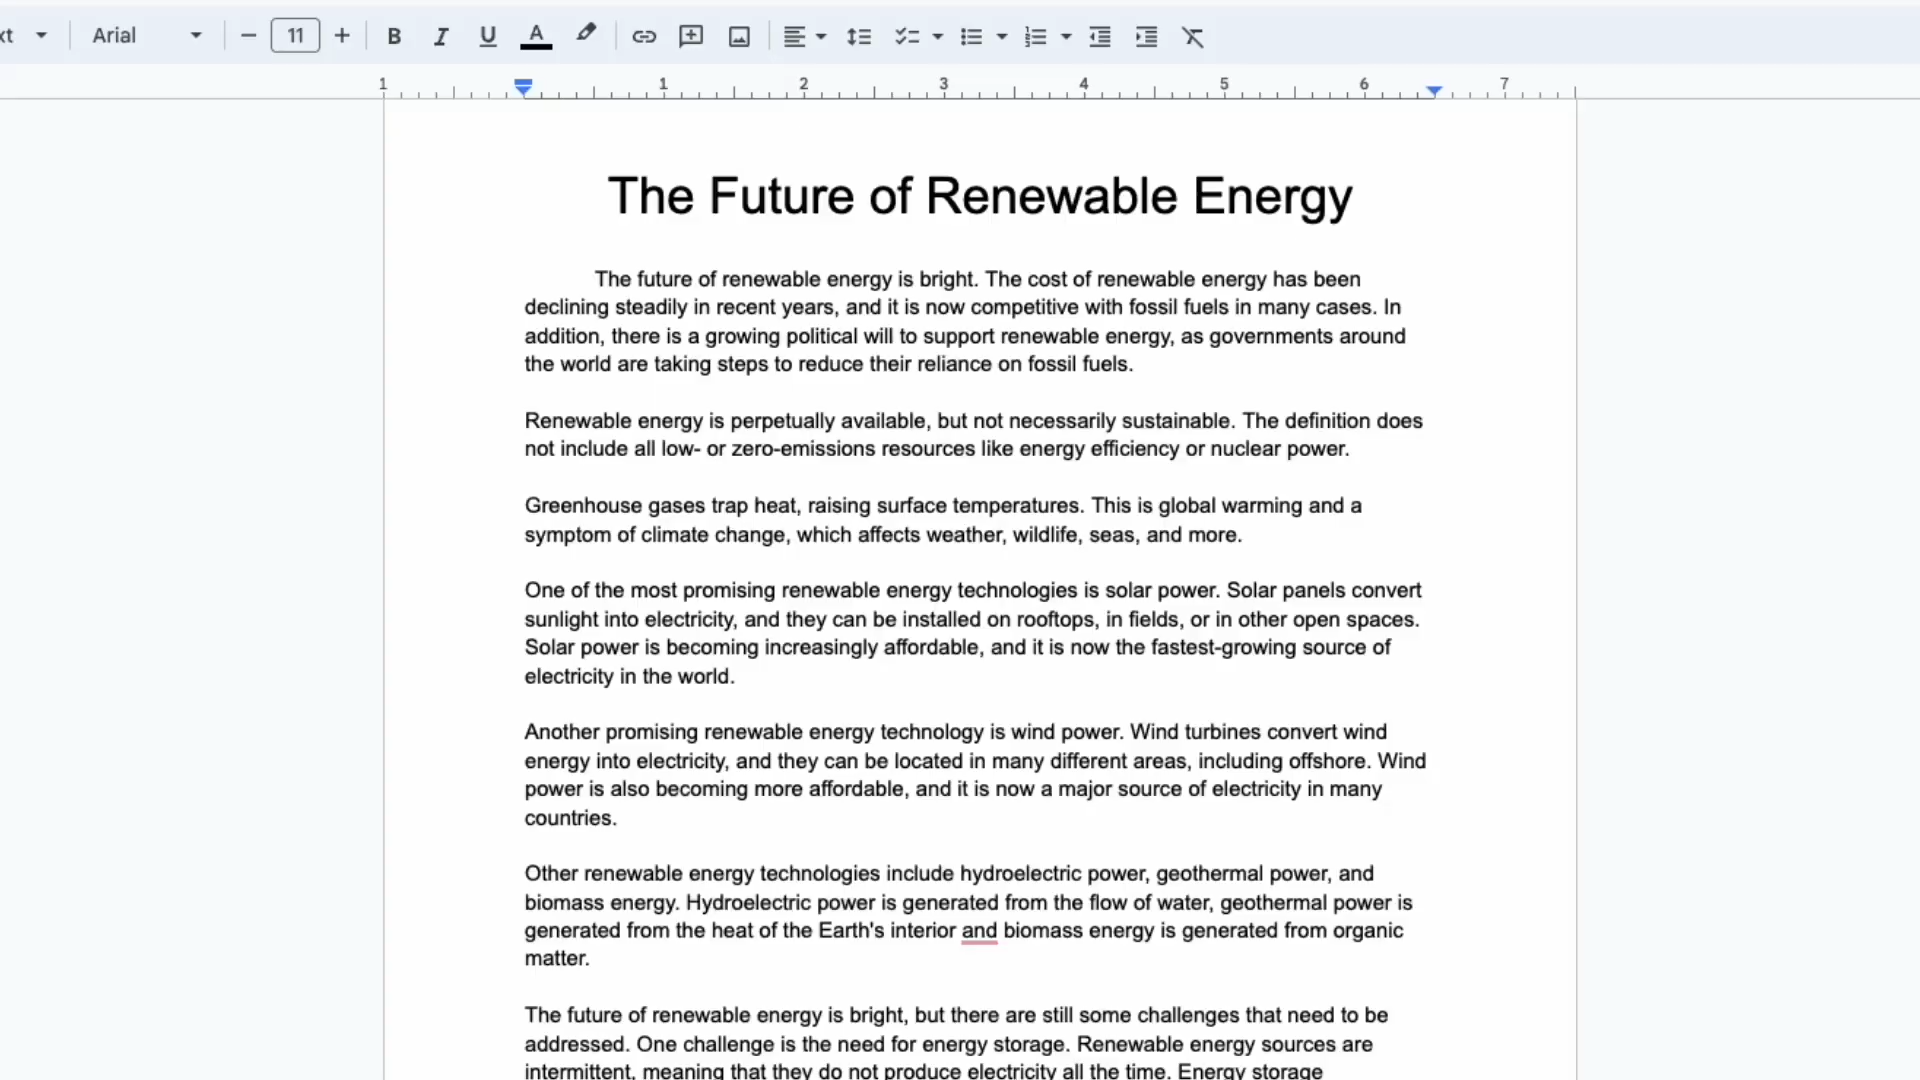 xt Arial 11 B I U A
1 1 2 3 4 5 6 7
The Future of Renewable Energy
The future of renewable energy is bright. The cost of renewable energy has been
declining steadily in recent years, and it is now competitive with fossil fuels in many cases. In
addition, there is a growing political will to support renewable energy, as governments around
the world are taking steps to reduce their reliance on fossil fuels.
Renewable energy is perpetually available, but not necessarily sustainable. The definition does
not include all low- or zero-emissions resources like energy efficiency or nuclear power.
Greenhouse gases trap heat, raising surface temperatures. This is global warming and a
symptom of climate change, which affects weather, wildlife, seas, and more.
One of the most promising renewable energy technologies is solar power. Solar panels convert
sunlight into electricity, and they can be installed on rooftops, in fields, or in other open spaces.
Solar power is becoming increasingly affordable, and it is now the fastest-growing source of
electricity in the world.
Another promising renewable energy technology is wind power. Wind turbines convert wind
energy into electricity, and they can be located in many different areas, including offshore. Wind
power is also becoming more affordable, and it is now a major source of electricity in many
countries.
Other renewable energy technologies include hydroelectric power, geothermal power, and
biomass energy. Hydroelectric power is generated from the flow of water, geothermal power is
generated from the heat of the Earth's interior and biomass energy is generated from organic
matter.
The future of renewable energy is bright, but there are still some challenges that need to be
addressed. One challenge is the need for energy storage. Renewable energy sources are
intermittent, meaning that they do not produce electricity all the time. Energy storage